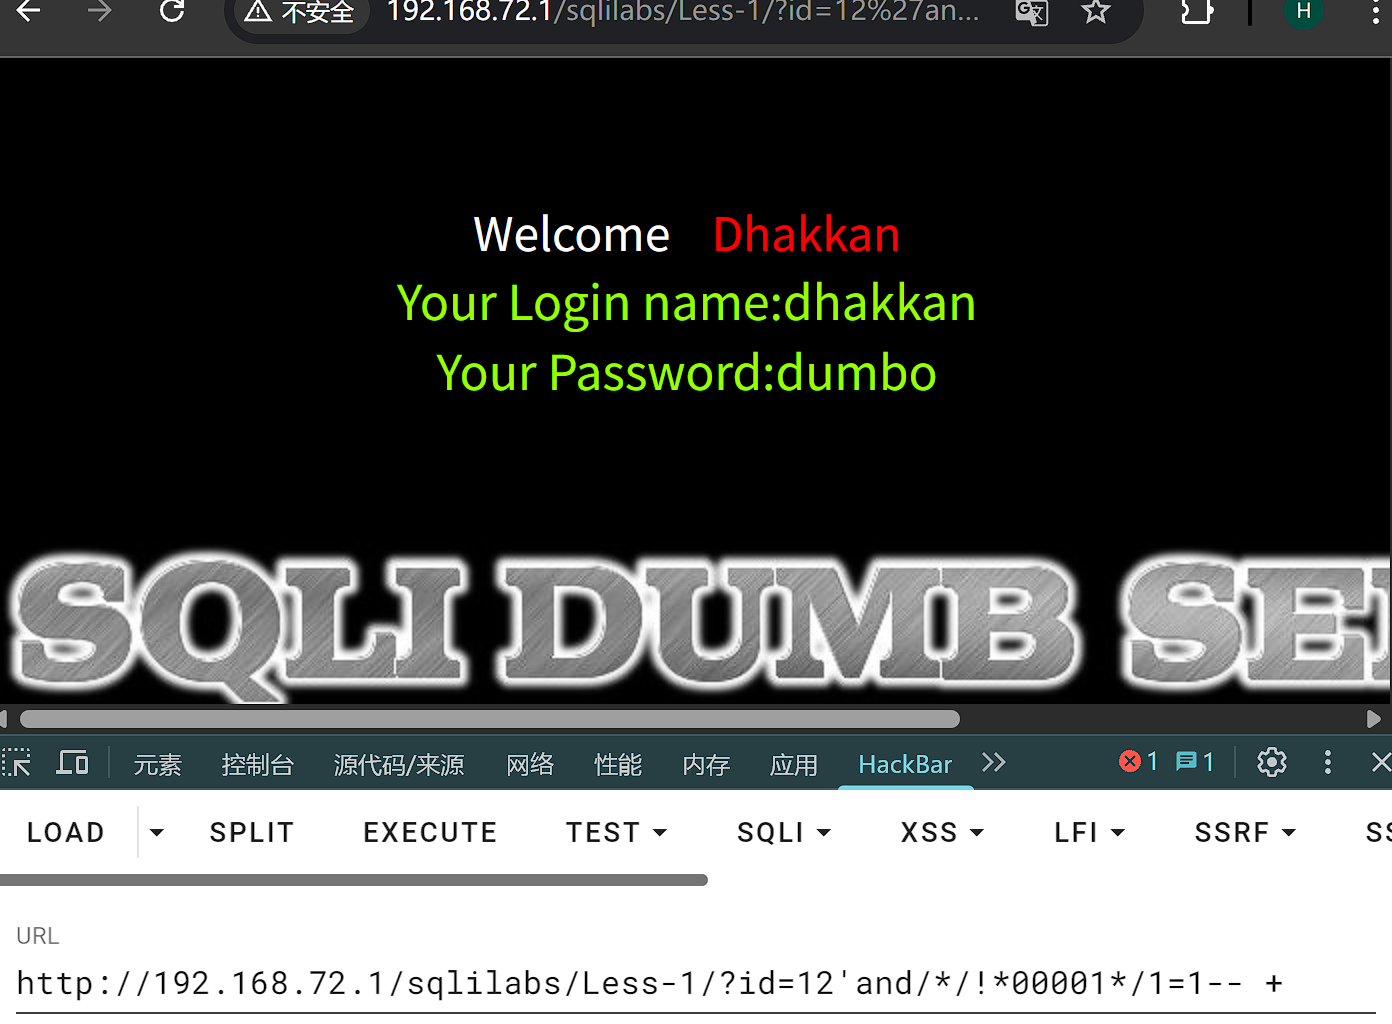 不安全 192.168.72.1/sqlilabs/Less-1/?id=12%27an... H
Welcome Dhakkan
Your Login name:dhakkan
Your Password:dumbo
SQLI DUMB SE
元素 控制台 源代码/来源 网络 性能 内存 应用 HackBar 1 1
LOAD SPLIT EXECUTE TEST SQLI XSS LFI SSRF SS
URL
http://192.168.72.1/sqlilabs/Less-1/?id=12'and/*/!*00001*/1=1-- +